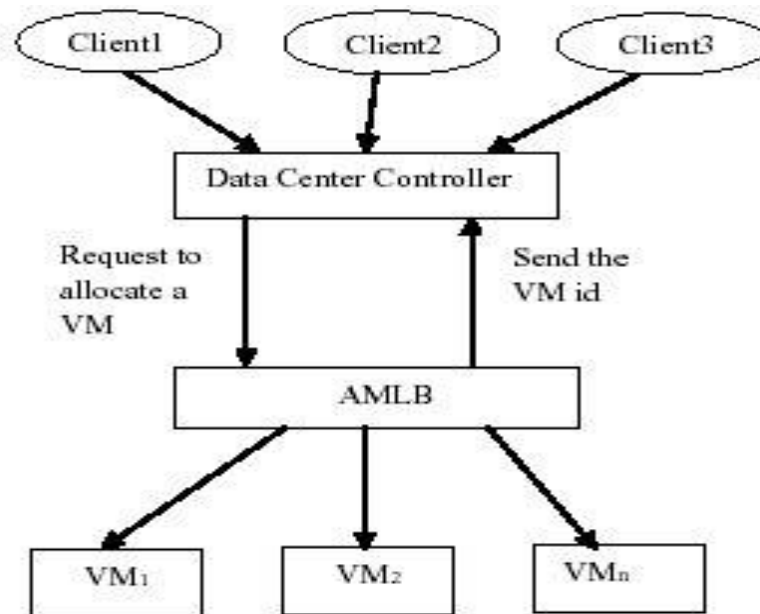 Client1
Client2
Client3
Data Center Controller
Request to
allocate a
VM
Send the
VM id
AMLB
VM₁
VM₂
VMₙ